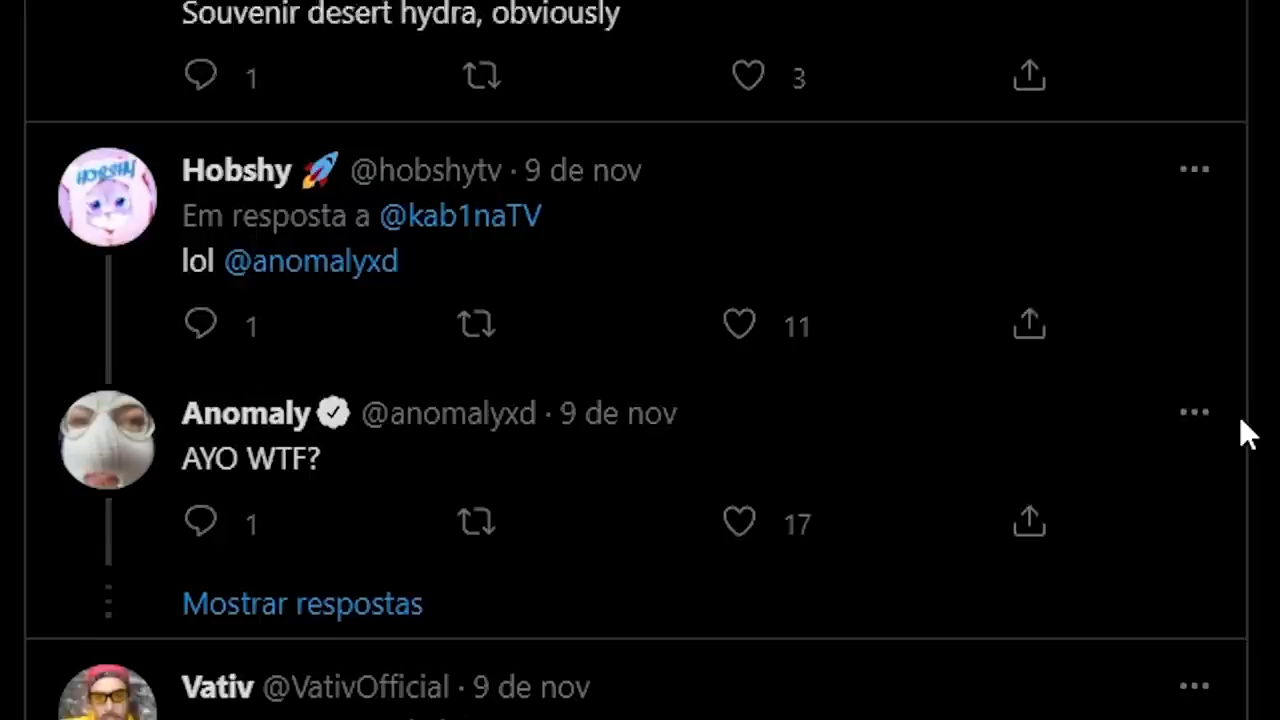 Souvenir desert hydra, obviously
1 3
HOBSHY
Hobshy 🚀 @hobshytv · 9 de nov
Em resposta a @kab1naTV
lol @anomalyxd
1 11
Anomaly @anomalyxd · 9 de nov
AYO WTF?
1 17
Mostrar respostas
Vativ @VativOfficial · 9 de nov